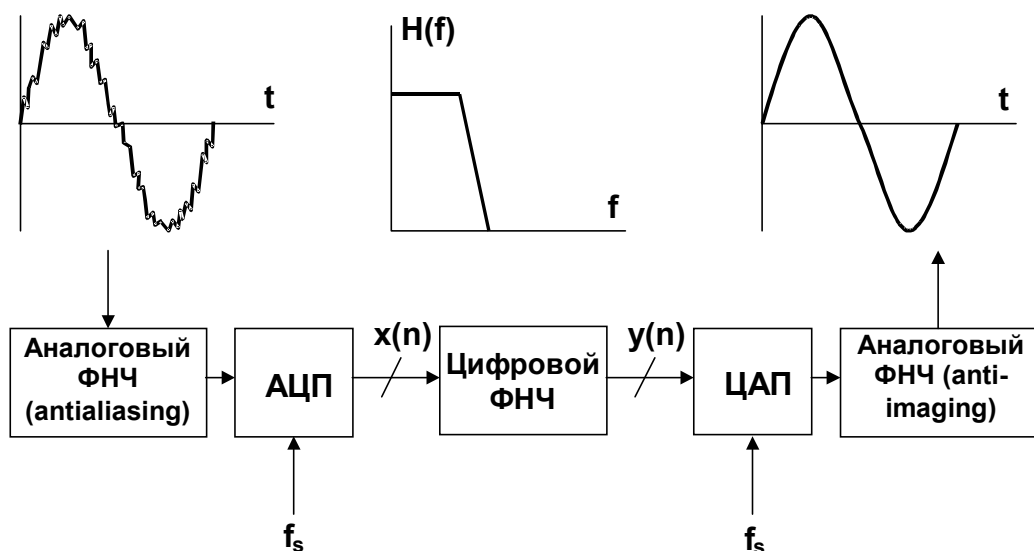 t
H(f)
f
t
Аналоговый
ФНЧ
(antialiasing)
АЦП
x(n)
Цифровой
ФНЧ
y(n)
ЦАП
Аналоговый
ФНЧ (anti-
imaging)
fs
fs